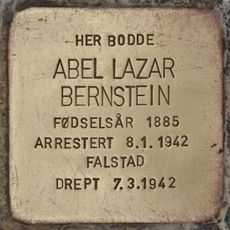 HER BODDE
ABEL LAZAR
BERNSTEIN
FØDSELSÅR 1885
ARRESTERT 8.1.1942
FALSTAD
DREPT 7.3.1942